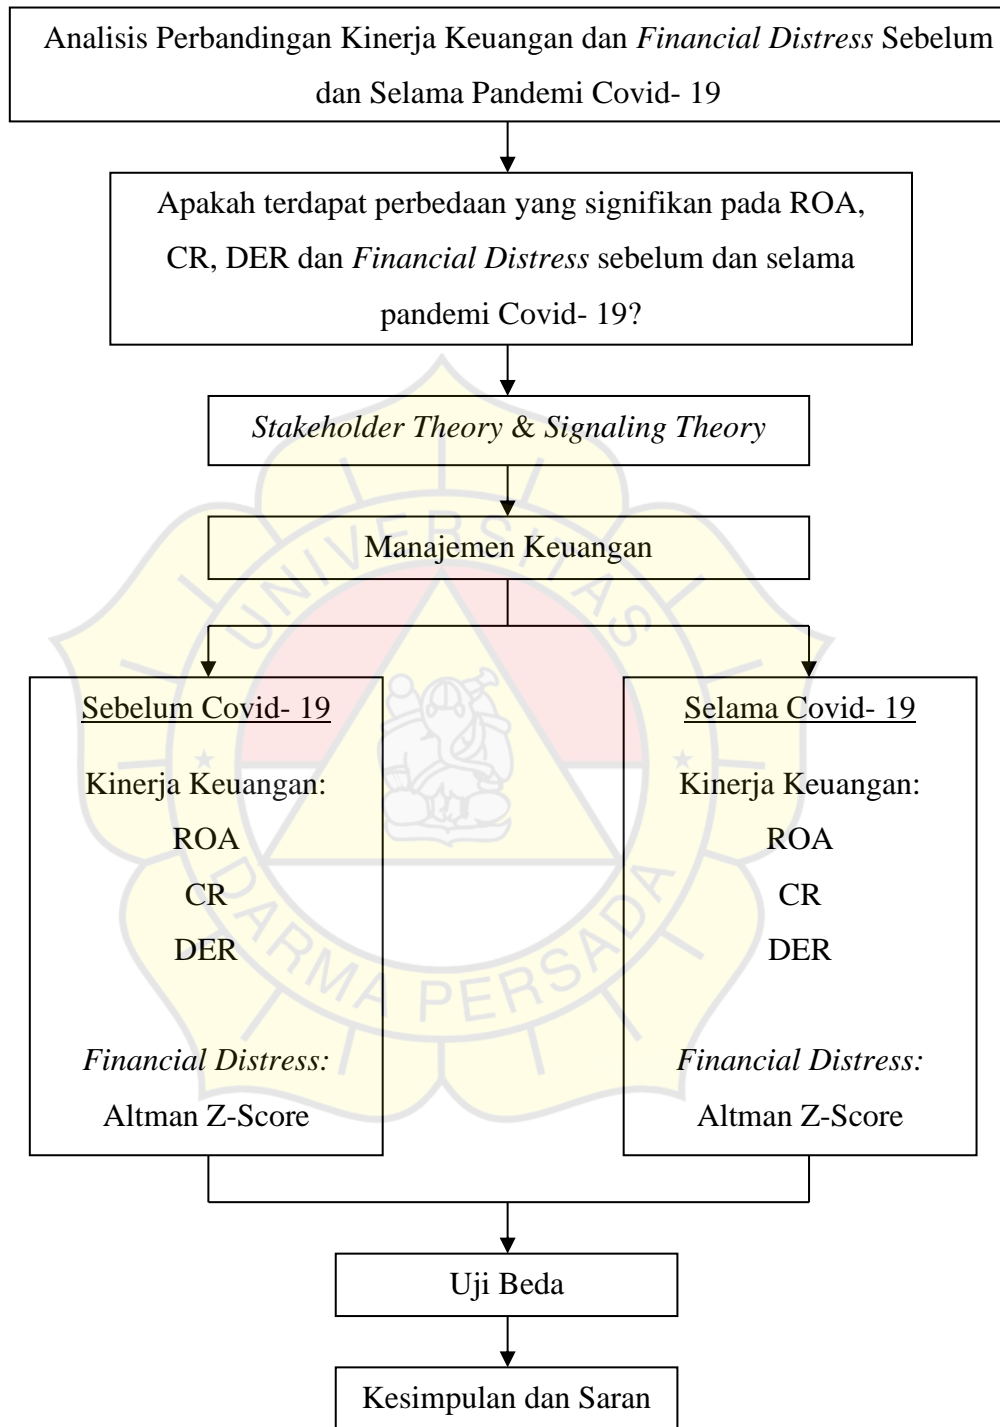 Analisis Perbandingan Kinerja Keuangan dan Financial Distress Sebelum
dan Selama Pandemi Covid- 19
Apakah terdapat perbedaan yang signifikan pada ROA,
CR, DER dan Financial Distress sebelum dan selama
pandemi Covid- 19?
Stakeholder Theory & Signaling Theory
Manajemen Keuangan
UNIVERSITAS
Sebelum Covid- 19
Kinerja Keuangan:
ROA
CR
DER
Financial Distress:
Altman Z-Score
Selama Covid- 19
Kinerja Keuangan:
ROA
CR
DER
Financial Distress:
Altman Z-Score
DARMA PERSADA
Uji Beda
Kesimpulan dan Saran